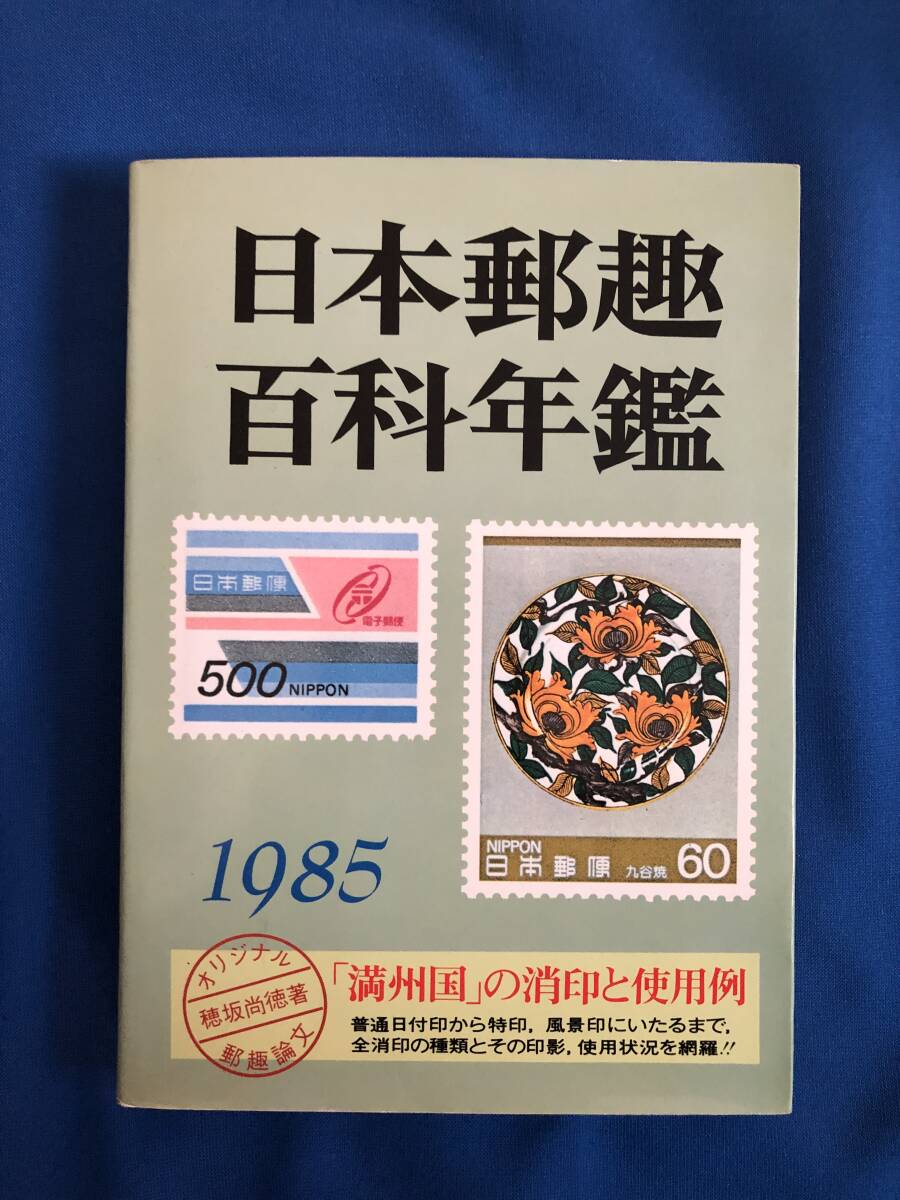 日本郵趣
百科年鑑
日本郵便
電子郵便
500 NIPPON
NIPPON
日本郵便 九谷焼 60
1985
オリジナル
穂坂尚徳著
郵趣論文
「満州国」の消印と使用例
普通日付印から特印，風景印にいたるまで，
全消印の種類とその印影，使用状況を網羅!!